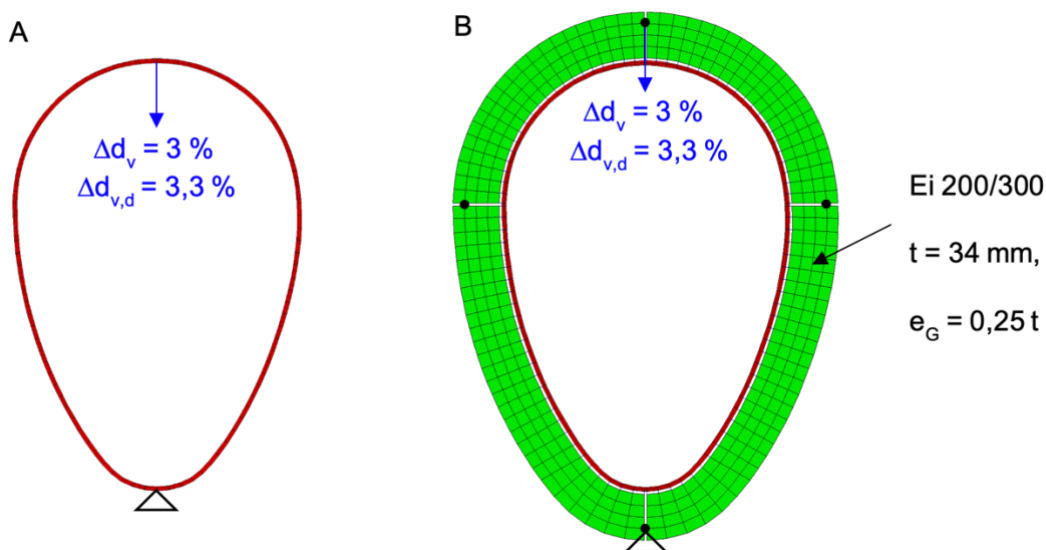 A
Δd_v = 3 %
Δd_v,d = 3,3 %
B
Δd_v = 3 %
Δd_v,d = 3,3 %
Ei 200/300
t = 34 mm,
e_G = 0,25 t